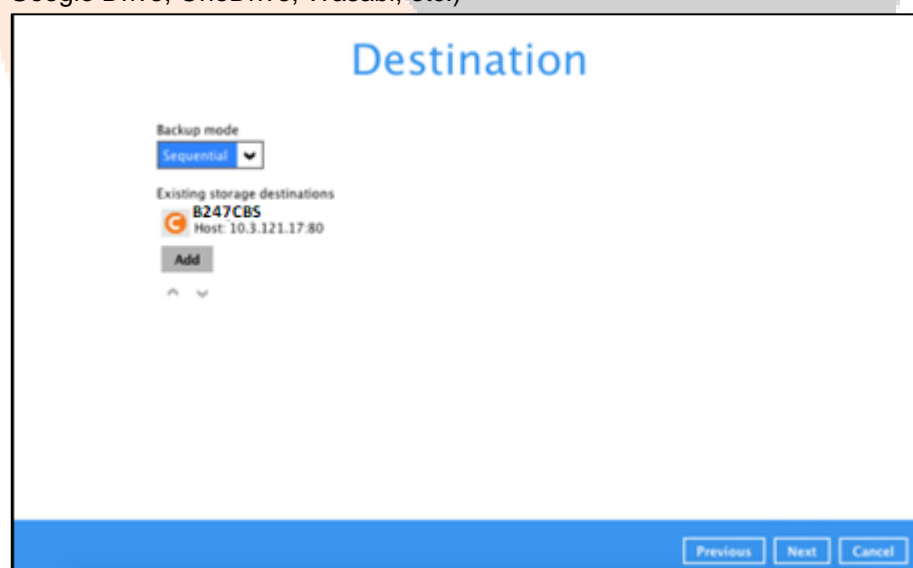 Google Drive, OneDrive, Wasabi, etc.)
Destination
Backup mode
Sequential
Existing storage destinations
B247CBS
Host: 10.3.121.17:80
Add
Previous Next Cancel